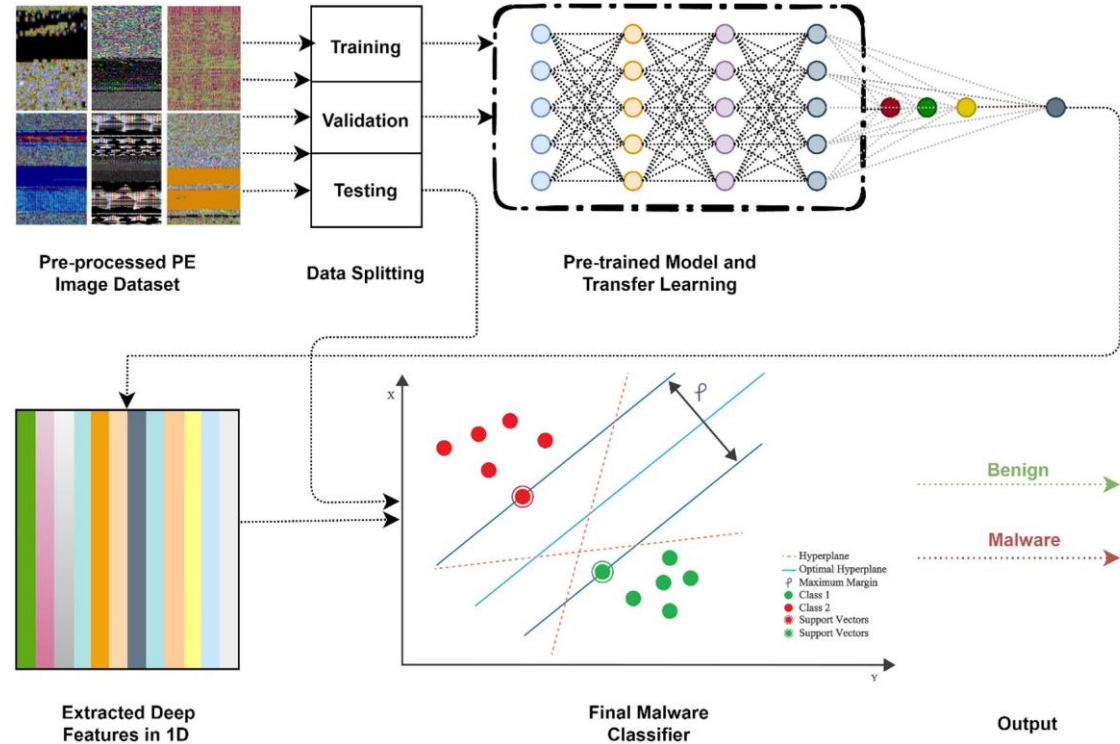 Training
Validation
Testing
Pre-processed PE
Image Dataset
Data Splitting
Pre-trained Model and
Transfer Learning
X
ρ
Hyperplane
Optimal Hyperplane
ρ Maximum Margin
Class 1
Class 2
Support Vectors
Support Vectors
Y
Benign
Malware
Extracted Deep
Features in 1D
Final Malware
Classifier
Output